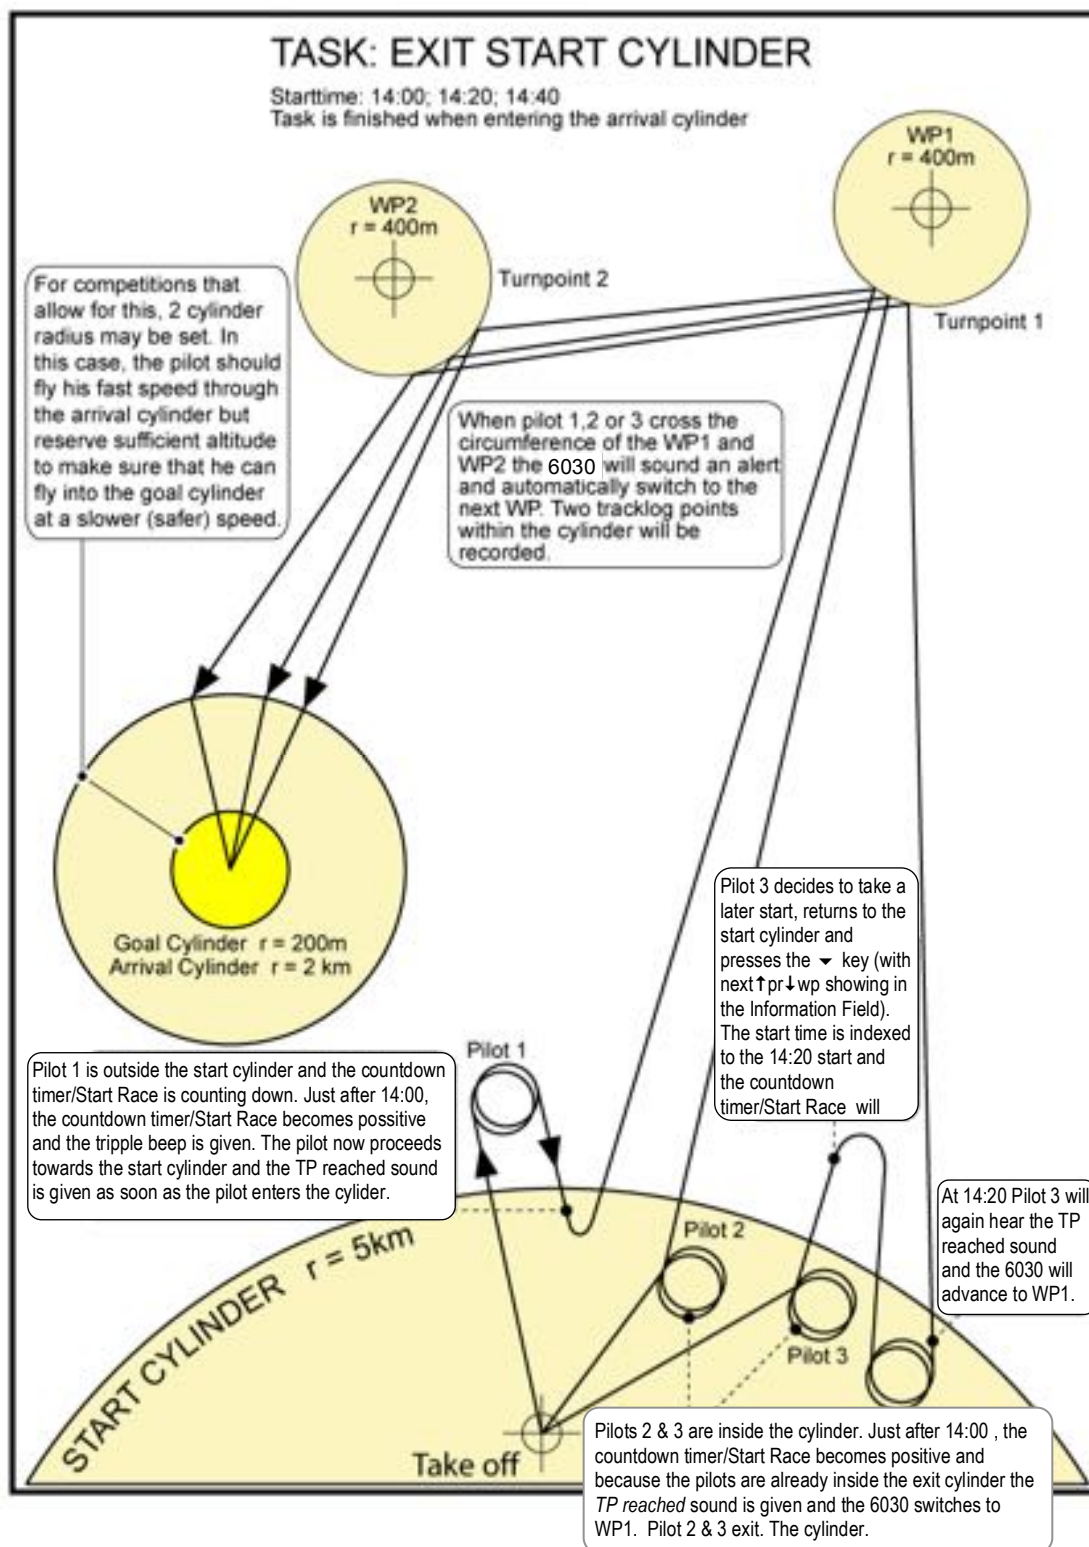 TASK: EXIT START CYLINDER
Starttime: 14:00; 14:20; 14:40
Task is finished when entering the arrival cylinder
WP1
r = 400m
Turnpoint 1
WP2
r = 400m
Turnpoint 2
For competitions that
allow for this, 2 cylinder
radius may be set. In
this case, the pilot should
fly his fast speed through
the arrival cylinder but
reserve sufficient altitude
to make sure that he can
fly into the goal cylinder
at a slower (safer) speed.
When pilot 1,2 or 3 cross the
circumference of the WP1 and
WP2 the 6030 will sound an alert
and automatically switch to the
next WP. Two tracklog points
within the cylinder will be
recorded.
Goal Cylinder r = 200m
Arrival Cylinder r = 2 km
Pilot 3 decides to take a
later start, returns to the
start cylinder and
presses the ▼ key (with
next↑pr↓wp showing in
the Information Field).
The start time is indexed
to the 14:20 start and
the countdown
timer/Start Race will
Pilot 1
Pilot 1 is outside the start cylinder and the countdown
timer/Start Race is counting down. Just after 14:00,
the countdown timer/Start Race becomes possitive
and the tripple beep is given. The pilot now proceeds
towards the start cylinder and the TP reached sound
is given as soon as the pilot enters the cylider.
At 14:20 Pilot 3 will
again hear the TP
reached sound
and the 6030 will
advance to WP1.
START CYLINDER r = 5km
Pilot 2
Pilot 3
Take off
Pilots 2 & 3 are inside the cylinder. Just after 14:00 , the
countdown timer/Start Race becomes positive and
because the pilots are already inside the exit cylinder the
TP reached sound is given and the 6030 switches to
WP1. Pilot 2 & 3 exit. The cylinder.